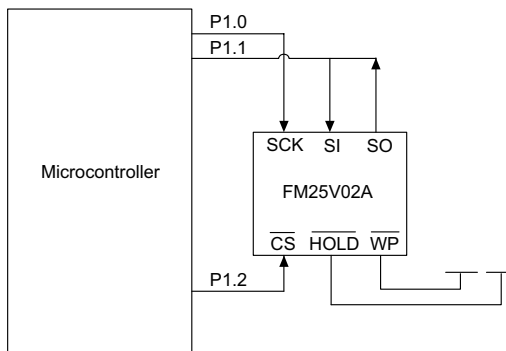 P1.0
P1.1
SCK SI SO
Microcontroller
FM25V02A
CS HOLD WP
P1.2